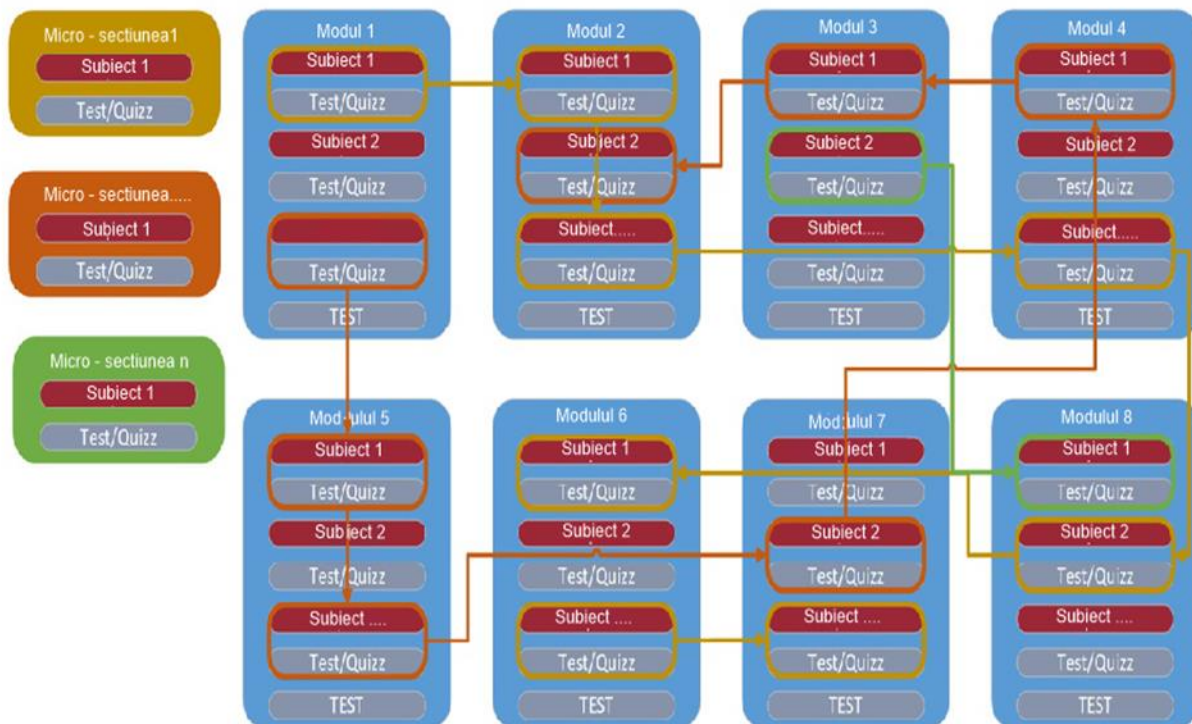 Micro - sectiunea1
Subiect 1
Test/Quizz
Micro - sectiunea.....
Subiect 1
Test/Quizz
Micro - sectiunea n
Subiect 1
Test/Quizz
Modul 1
Subiect 1
Test/Quizz
Subiect 2
Test/Quizz
Test/Quizz
TEST
Modul 2
Subiect 1
Test/Quizz
Subiect 2
Test/Quizz
Subiect.....
Test/Quizz
TEST
Modul 3
Subiect 1
Test/Quizz
Subiect 2
Test/Quizz
Subiect.....
Test/Quizz
TEST
Modul 4
Subiect 1
Test/Quizz
Subiect 2
Test/Quizz
Subiect.....
Test/Quizz
TEST
Modulul 5
Subiect 1
Test/Quizz
Subiect 2
Test/Quizz
Subiect ....
Test/Quizz
TEST
Modulul 6
Subiect 1
Test/Quizz
Subiect 2
Test/Quizz
Subiect ....
Test/Quizz
TEST
Modulul 7
Subiect 1
Test/Quizz
Subiect 2
Test/Quizz
Subiect ....
Test/Quizz
TEST
Modulul 8
Subiect 1
Test/Quizz
Subiect 2
Test/Quizz
Subiect ....
Test/Quizz
TEST